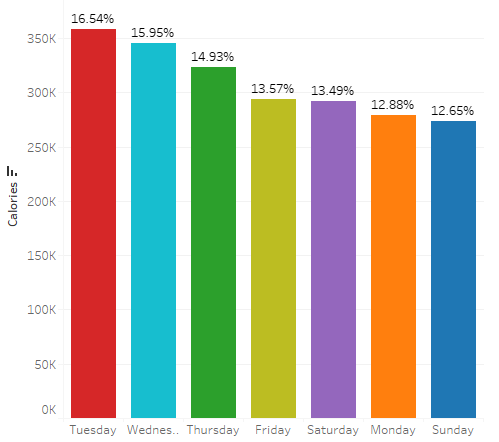 16.54%
15.95%
14.93%
13.57%
13.49%
12.88%
12.65%
350K
300K
250K
200K
150K
100K
50K
0K
Calories
Tuesday Wednes.. Thursday Friday Saturday Monday Sunday